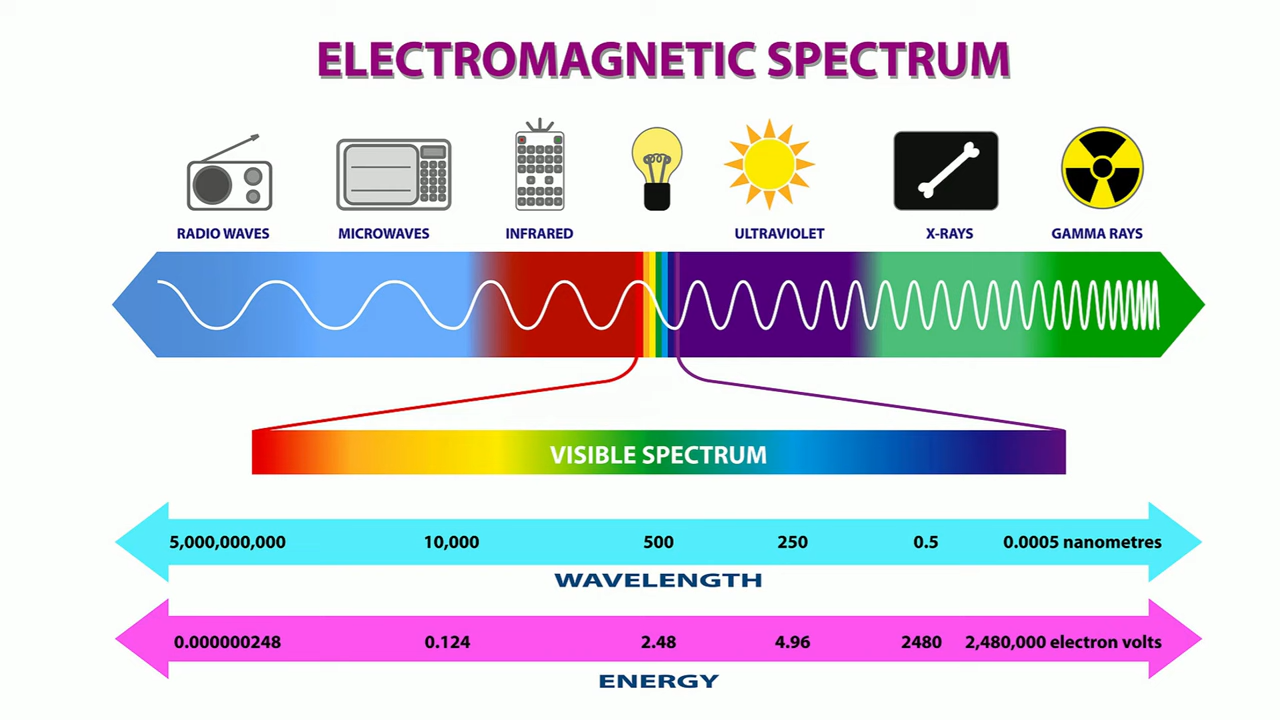 ELECTROMAGNETIC SPECTRUM
RADIO WAVES
MICROWAVES
INFRARED
ULTRAVIOLET
X-RAYS
GAMMA RAYS
VISIBLE SPECTRUM
5,000,000,000 10,000 500 250 0.5 0.0005 nanometres
WAVELENGTH
0.000000248 0.124 2.48 4.96 2480 2,480,000 electron volts
ENERGY